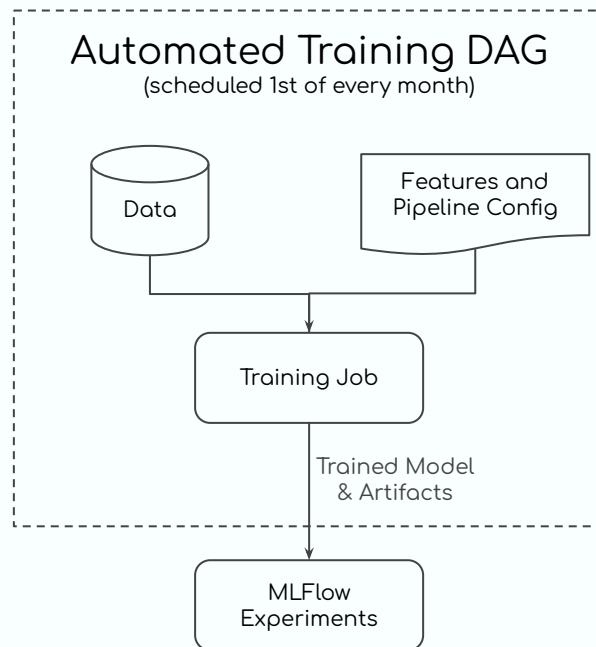 Automated Training DAG
(scheduled 1st of every month)
Data
Features and
Pipeline Config
Training Job
Trained Model
& Artifacts
MLFlow
Experiments